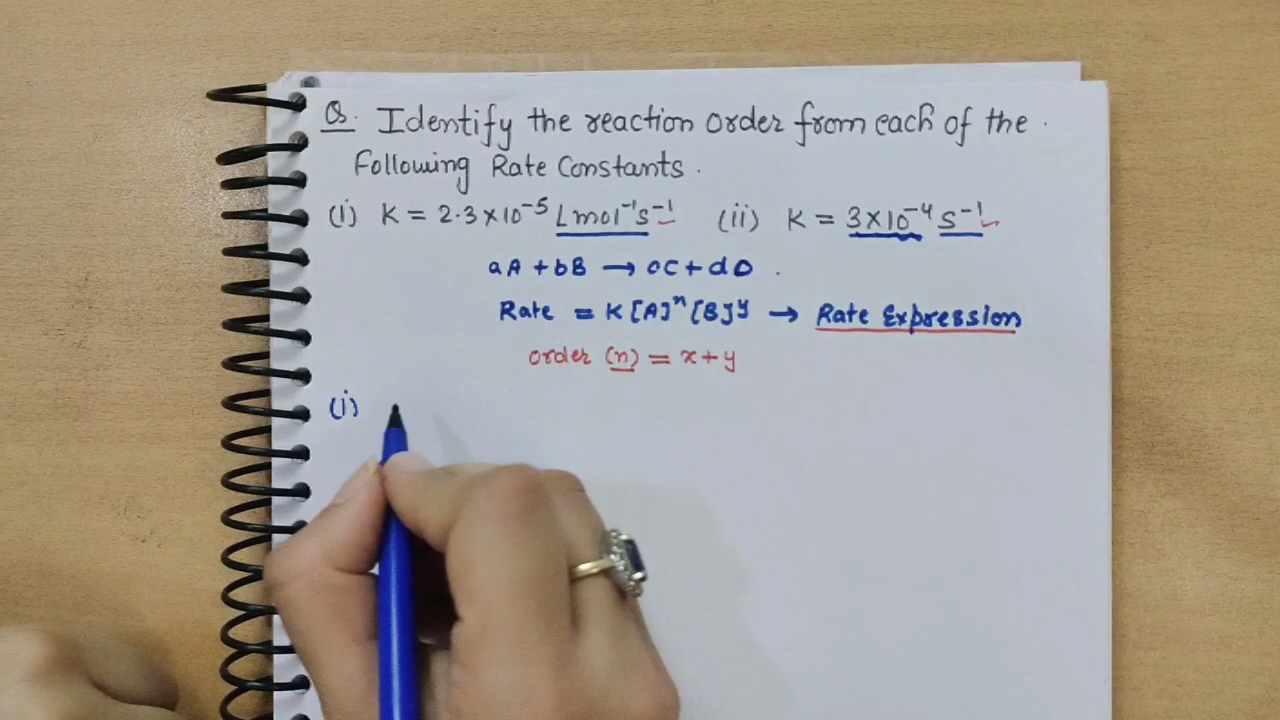 Q. Identify the reaction order from each of the
Following Rate Constants.
(i) K = 2.3×10⁻⁵ L mol⁻¹ s⁻¹ (ii) K = 3×10⁻⁴ s⁻¹
aA + bB → cC + dD .
Rate = K [A]ⁿ [B]ʸ → Rate Expression
order (n) = x + y
(i)